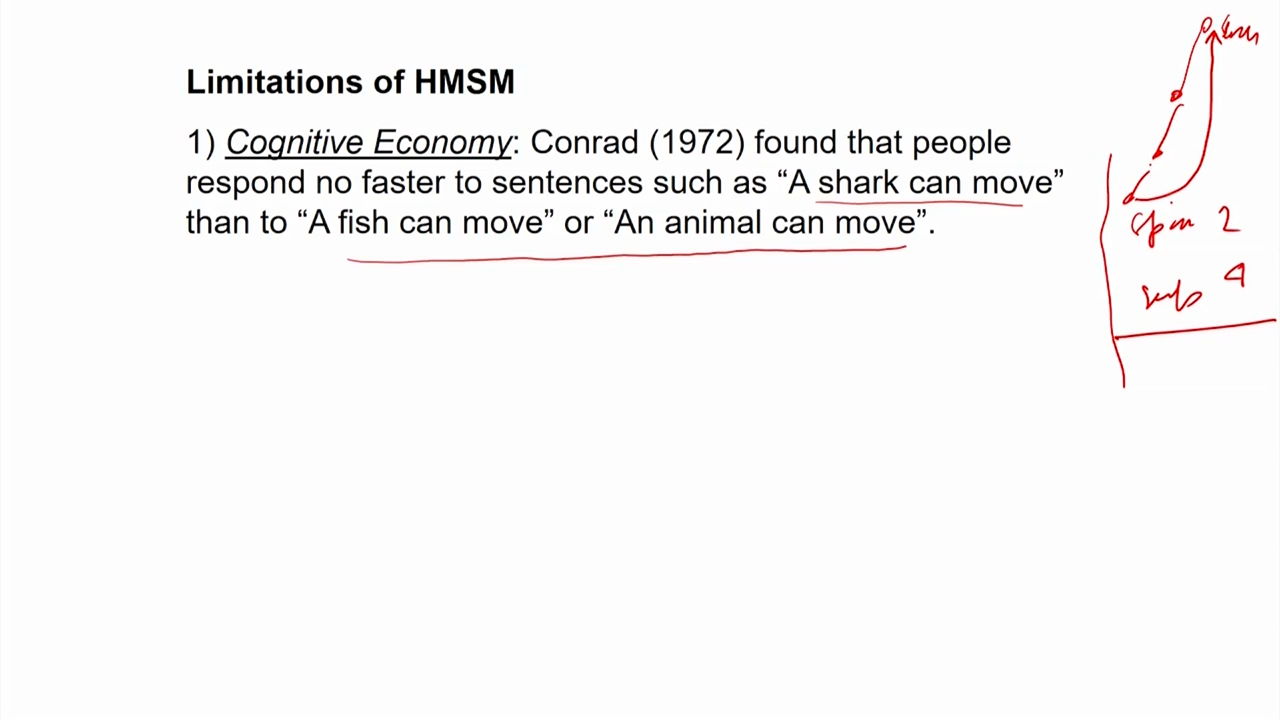 Limitations of HMSM
1) Cognitive Economy: Conrad (1972) found that people
respond no faster to sentences such as “A shark can move”
than to “A fish can move” or “An animal can move”.
2